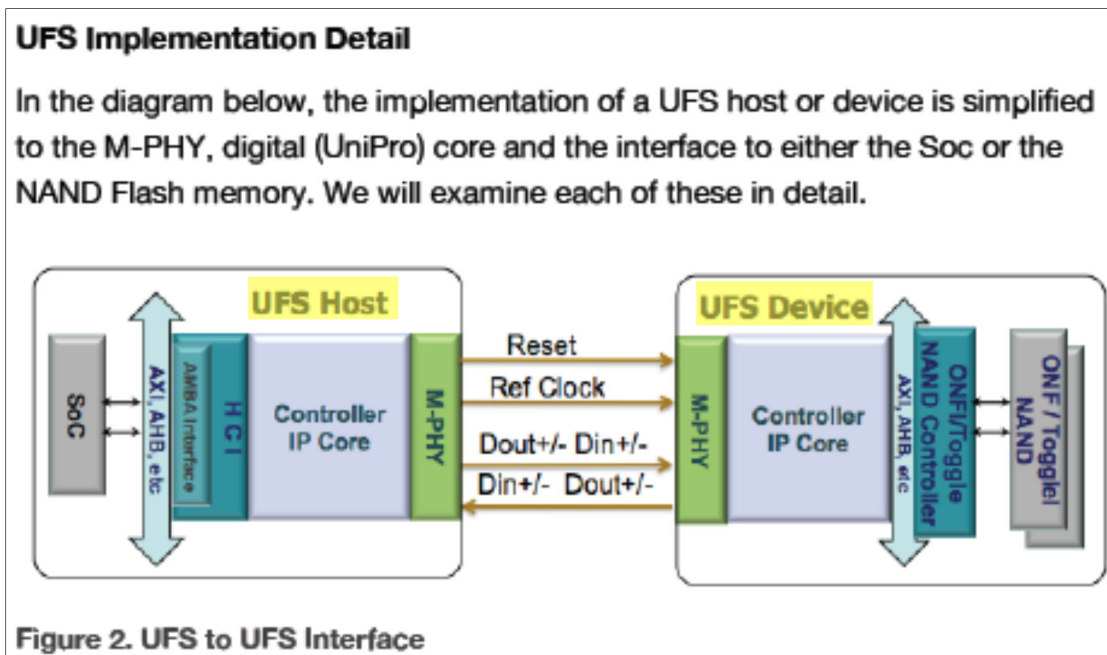 UFS Implementation Detail
In the diagram below, the implementation of a UFS host or device is simplified
to the M-PHY, digital (UniPro) core and the interface to either the Soc or the
NAND Flash memory. We will examine each of these in detail.
UFS Host
SoC
AXI, AHB, etc
AMBA Interface
HCI
Controller
IP Core
M-PHY
Reset
Ref Clock
Dout+/- Din+/-
Din+/- Dout+/-
UFS Device
M-PHY
Controller
IP Core
AXI, AHB, etc
ONFI/Toggle
NAND Controller
ONF / Togglel
NAND
Figure 2. UFS to UFS Interface